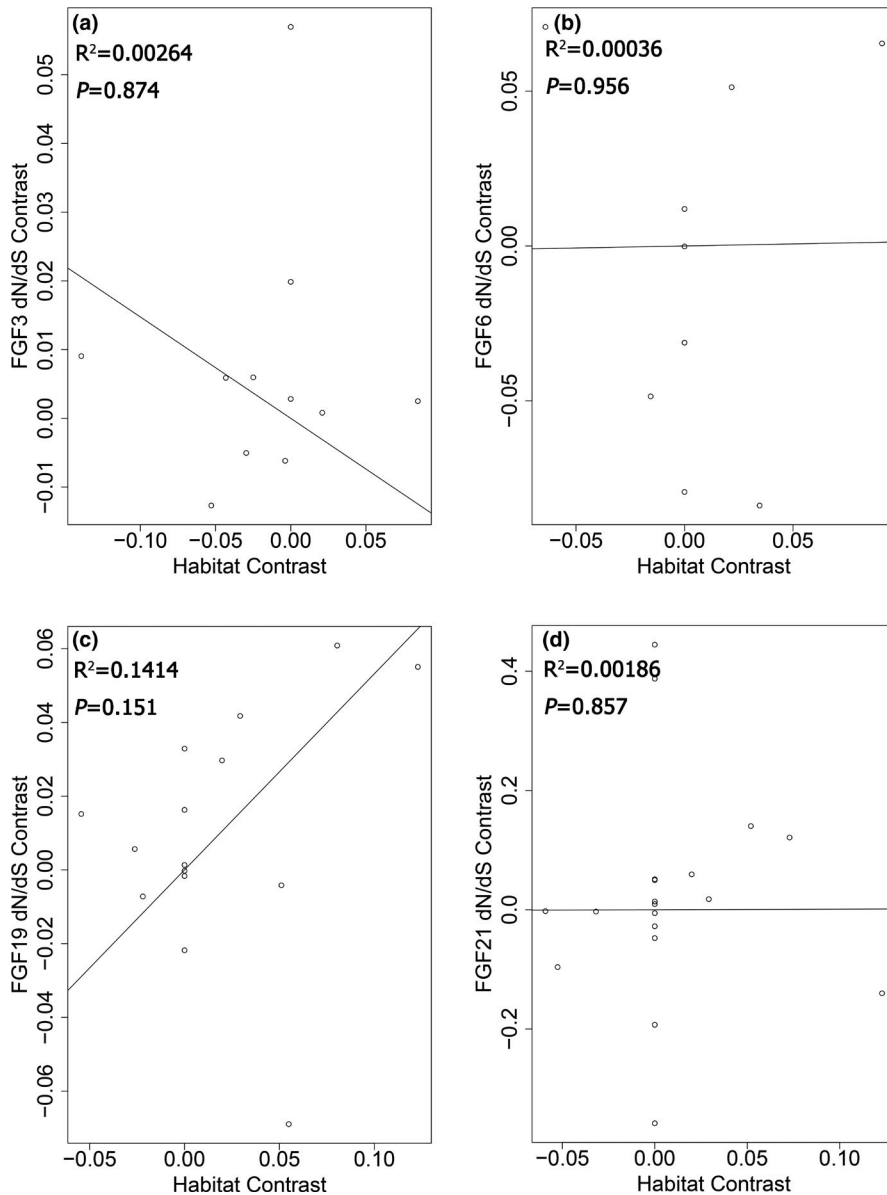 (a)
R²=0.00264
P=0.874
0.05
0.04
0.03
0.02
0.01
0.00
−0.01
FGF3 dN/dS Contrast
−0.10
−0.05
0.00
0.05
Habitat Contrast
(b)
R²=0.00036
P=0.956
0.05
0.00
−0.05
FGF6 dN/dS Contrast
−0.05
0.00
0.05
Habitat Contrast
(c)
R²=0.1414
P=0.151
0.06
0.04
0.02
0.00
−0.02
−0.04
−0.06
FGF19 dN/dS Contrast
−0.05
0.00
0.05
0.10
Habitat Contrast
(d)
R²=0.00186
P=0.857
0.4
0.2
0.0
−0.2
FGF21 dN/dS Contrast
−0.05
0.00
0.05
0.10
Habitat Contrast